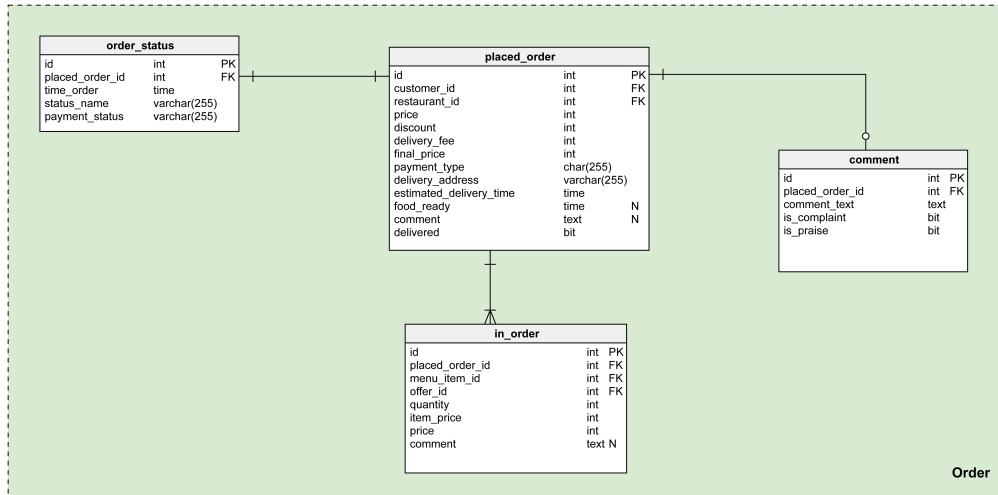 order_status
id int PK
placed_order_id int FK
time_order time
status_name varchar(255)
payment_status varchar(255)
placed_order
id int PK
customer_id int FK
restaurant_id int FK
price int
discount int
delivery_fee int
final_price int
payment_type char(255)
delivery_address varchar(255)
estimated_delivery_time time
food_ready time N
comment text N
delivered bit
comment
id int PK
placed_order_id int FK
comment_text text
is_complaint bit
is_praise bit
in_order
id int PK
placed_order_id int FK
menu_item_id int FK
offer_id int FK
quantity int
item_price int
price int
comment text N
Order